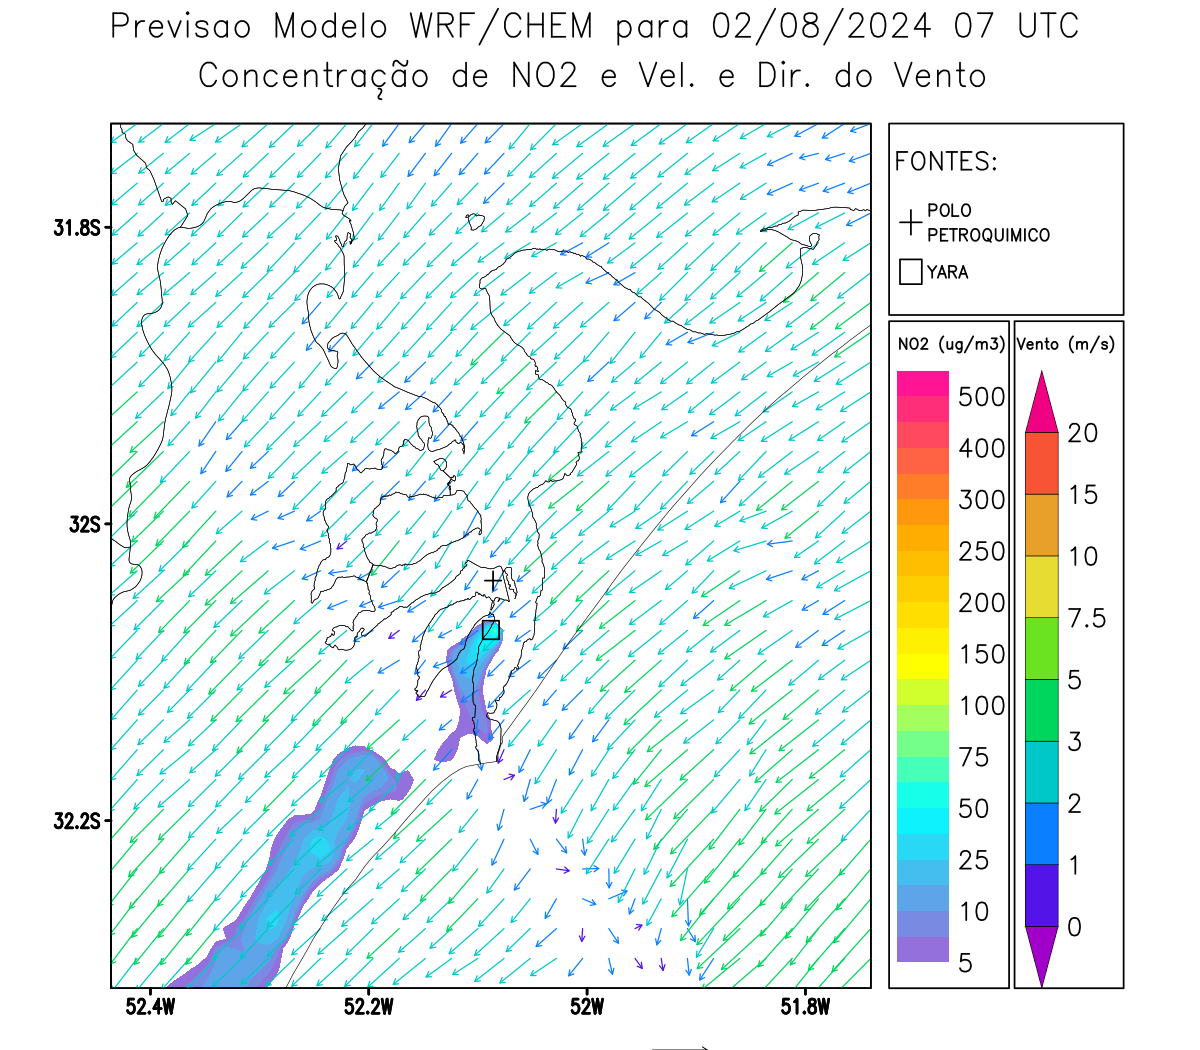 Previsao Modelo WRF/CHEM para 02/08/2024 07 UTC
Concentração de NO2 e Vel. e Dir. do Vento
FONTES:
POLO
PETROQUIMICO
YARA
31.8S
32S
32.2S
52.4W
52.2W
52W
51.8W
NO2 (ug/m3)
500
400
300
250
200
150
100
75
50
25
10
5
Vento (m/s)
20
15
10
7.5
5
3
2
1
0